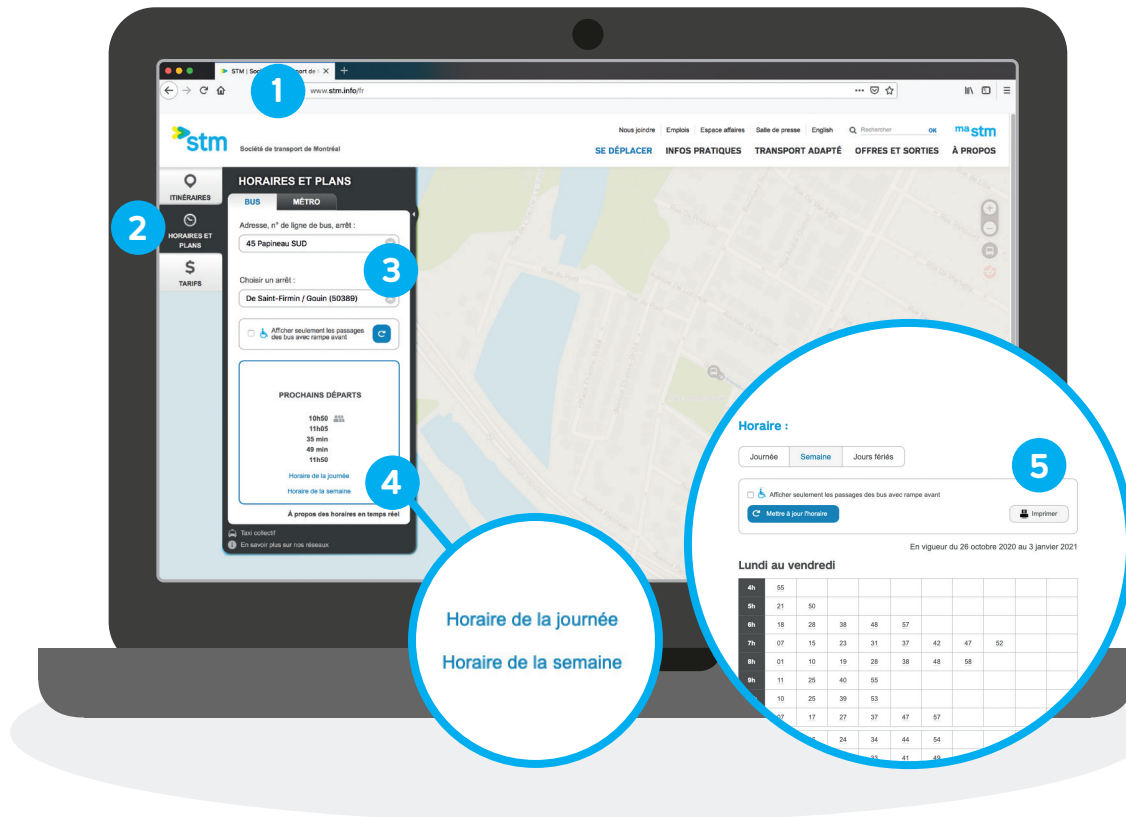 STM | Soc
port de
1
www.stm.info/fr
stm
Société de transport de Montréal
Nous joindre
Emplois
Espace affaires
Salle de presse
English
Rechercher
OK
ma stm
SE DÉPLACER
INFOS PRATIQUES
TRANSPORT ADAPTÉ
OFFRES ET SORTIES
À PROPOS
ITINÉRAIRES
2
HORAIRES ET
PLANS
$
TARIFS
HORAIRES ET PLANS
BUS
MÉTRO
Adresse, n° de ligne de bus, arrêt :
45 Papineau SUD
3
Choisir un arrêt :
De Saint-Firmin / Gouin (50389)
Afficher seulement les passages
des bus avec rampe avant
PROCHAINS DÉPARTS
10h50
11h05
35 min
49 min
11h50
Horaire de la journée
Horaire de la semaine
4
À propos des horaires en temps réel
Taxi collectif
En savoir plus sur nos réseaux
Horaire de la journée
Horaire de la semaine
Horaire :
Journée
Semaine
Jours fériés
5
Afficher seulement les passages des bus avec rampe avant
Mettre à jour l'horaire
Imprimer
En vigueur du 26 octobre 2020 au 3 janvier 2021
Lundi au vendredi
4h 55
5h 21 50
6h 18 28 38 48 57
7h 07 15 23 31 37 42 47 52
8h 01 10 19 28 38 48 58
9h 11 25 40 55
10 25 39 53
07 17 27 37 47 57
24 34 44 54
33 41 49